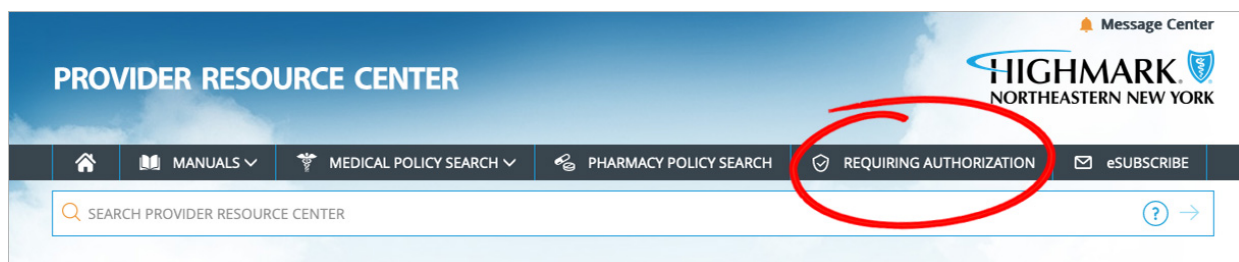 Message Center
PROVIDER RESOURCE CENTER
HIGHMARK.
NORTHEASTERN NEW YORK
MANUALS
MEDICAL POLICY SEARCH
PHARMACY POLICY SEARCH
REQUIRING AUTHORIZATION
eSUBSCRIBE
SEARCH PROVIDER RESOURCE CENTER
?